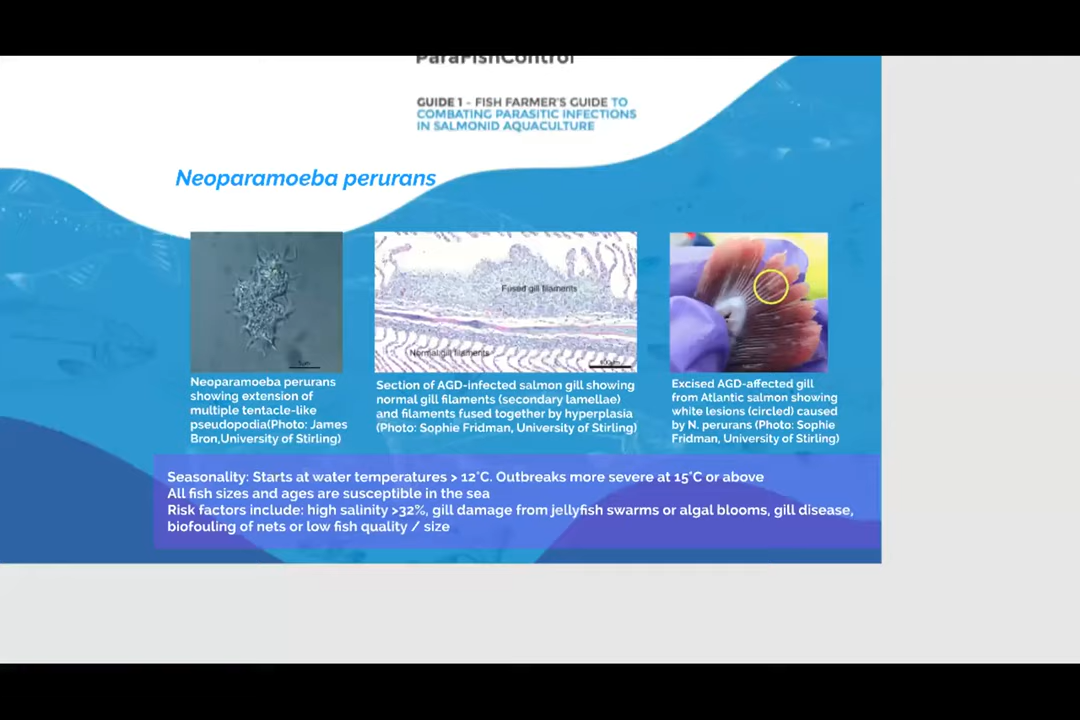 ParaFishControl
GUIDE 1 - FISH FARMER'S GUIDE TO
COMBATING PARASITIC INFECTIONS
IN SALMONID AQUACULTURE
Neoparamoeba perurans
Fused gill filaments
Normal gill filaments
Neoparamoeba perurans
showing extension of
multiple tentacle-like
pseudopodia(Photo: James
Bron,University of Stirling)
Section of AGD-infected salmon gill showing
normal gill filaments (secondary lamellae)
and filaments fused together by hyperplasia
(Photo: Sophie Fridman, University of Stirling)
Excised AGD-affected gill
from Atlantic salmon showing
white lesions (circled) caused
by N. perurans (Photo: Sophie
Fridman, University of Stirling)
Seasonality: Starts at water temperatures > 12°C. Outbreaks more severe at 15°C or above
All fish sizes and ages are susceptible in the sea
Risk factors include: high salinity >32%, gill damage from jellyfish swarms or algal blooms, gill disease,
biofouling of nets or low fish quality / size